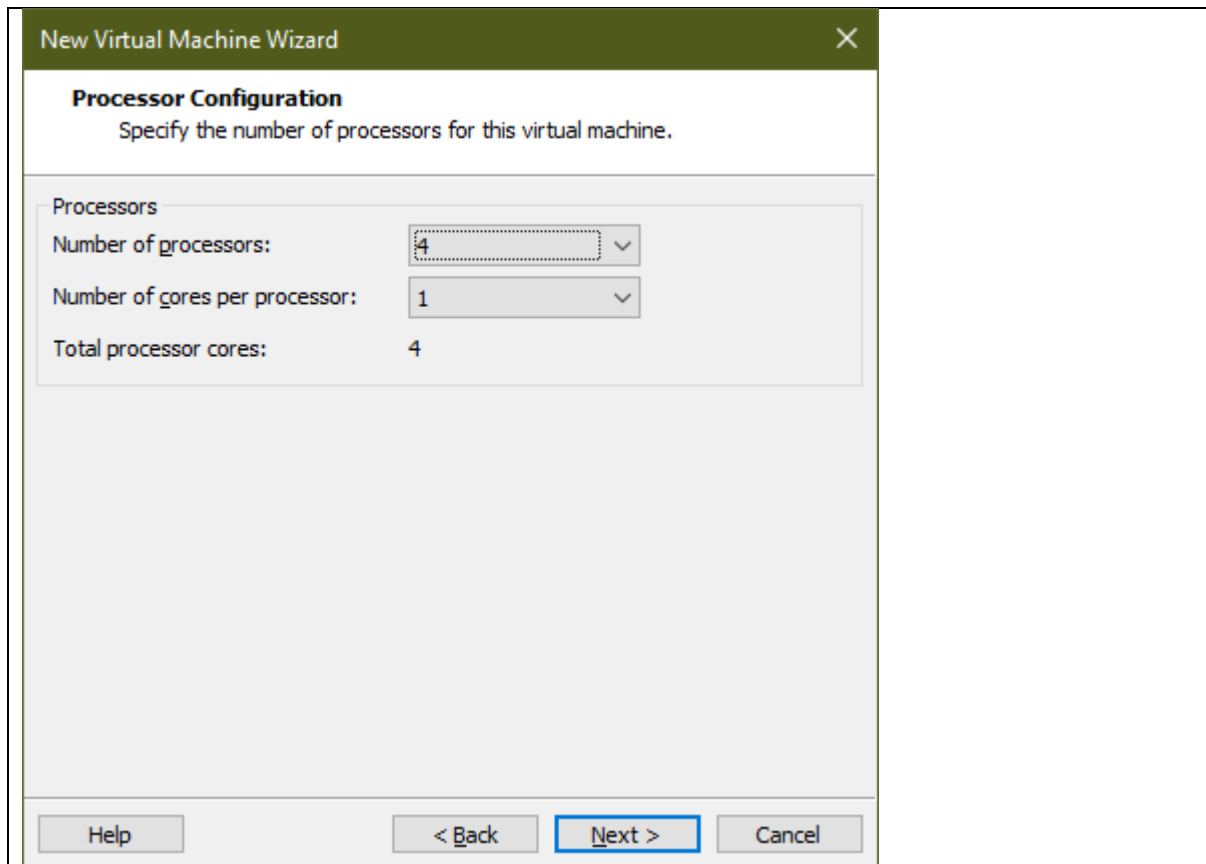 New Virtual Machine Wizard
Processor Configuration
Specify the number of processors for this virtual machine.
Processors
Number of processors: 4
Number of cores per processor: 1
Total processor cores: 4
Help < Back Next > Cancel